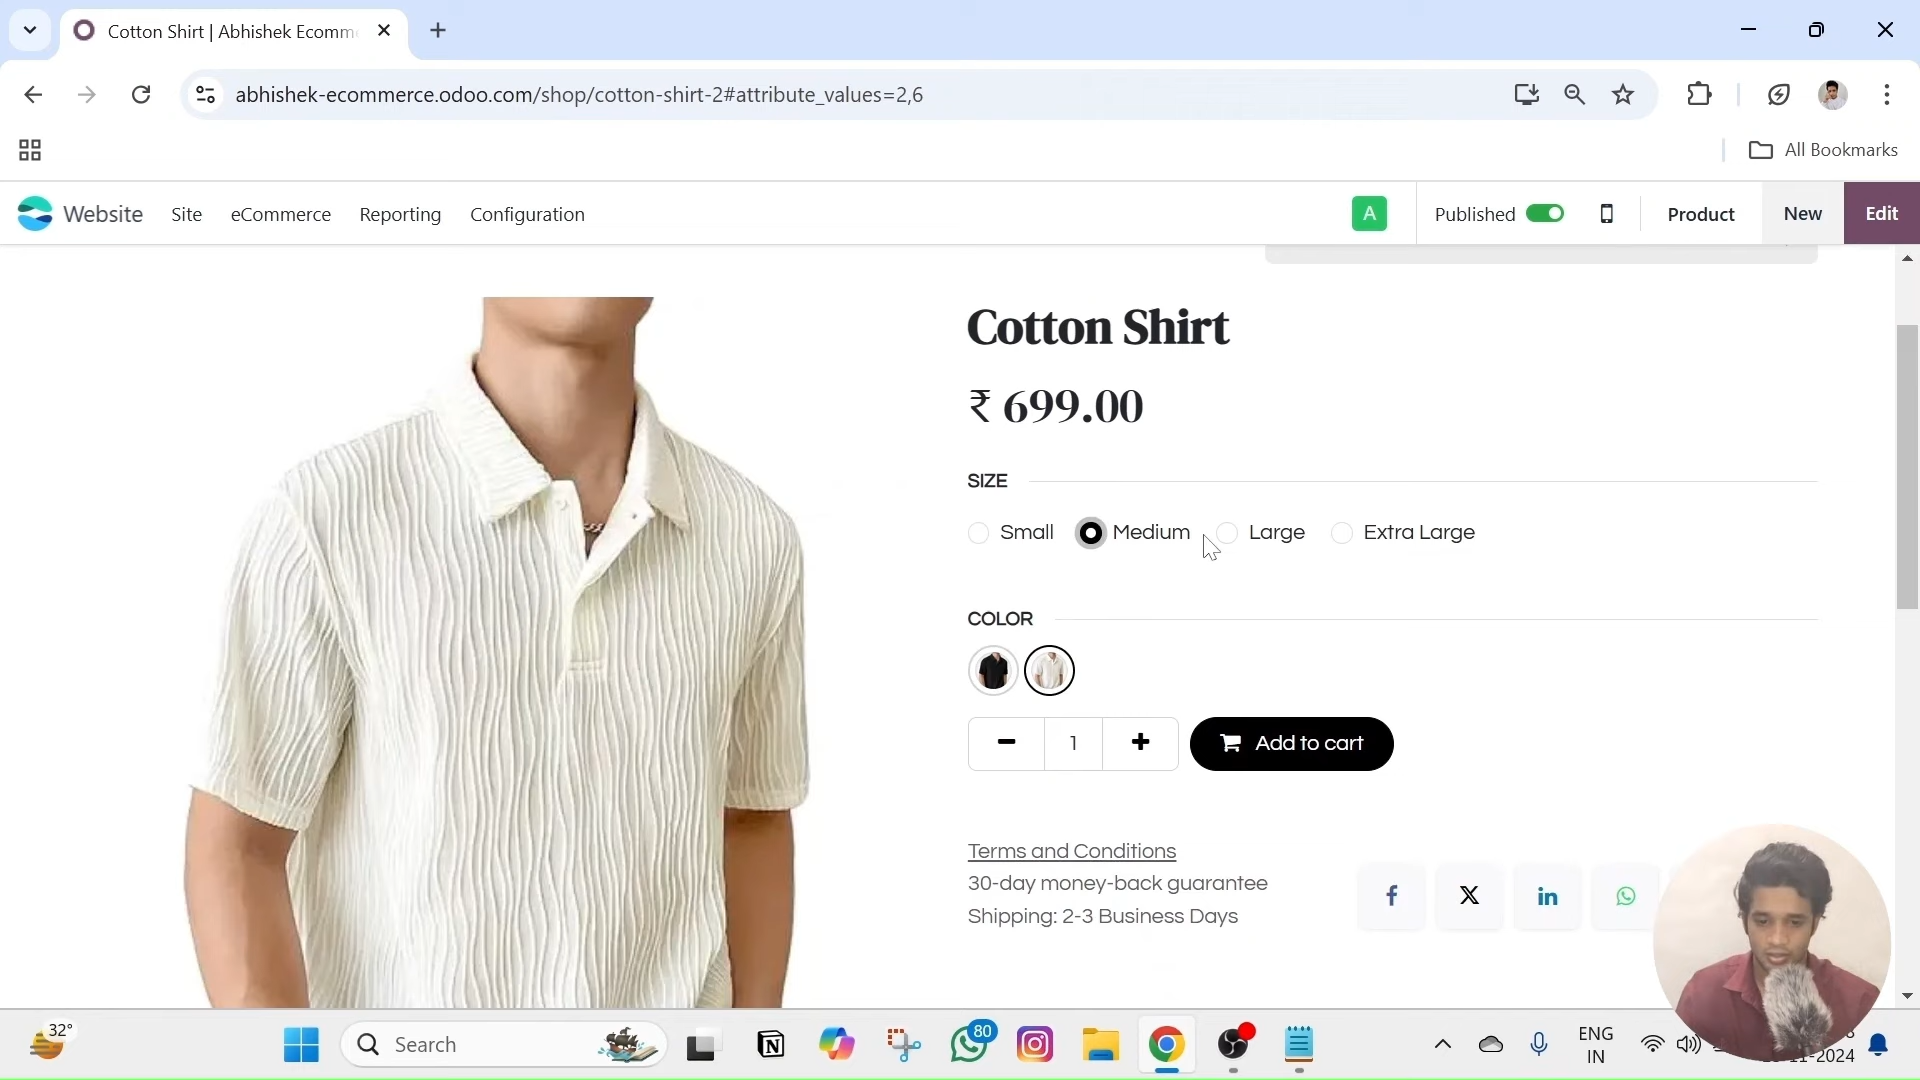 Cotton Shirt | Abhishek Ecomm
abhishek-ecommerce.odoo.com/shop/cotton-shirt-2#attribute_values=2,6
All Bookmarks
Website Site eCommerce Reporting Configuration A Published Product New Edit
Cotton Shirt
₹ 699.00
SIZE
Small Medium Large Extra Large
COLOR
1 Add to cart
Terms and Conditions
30-day money-back guarantee
Shipping: 2-3 Business Days
32°
Search
80
ENG
IN
-2024